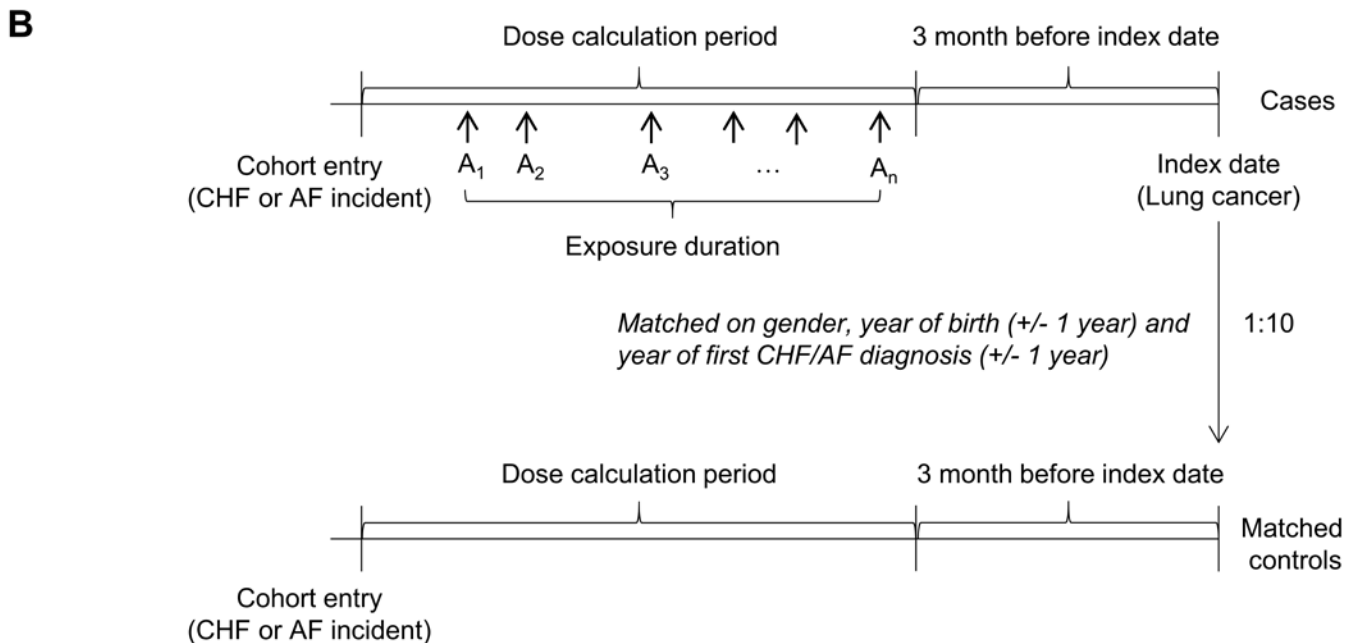 B
Dose calculation period
3 month before index date
Cases
A1 A2 A3 … An
Cohort entry
(CHF or AF incident)
Index date
(Lung cancer)
Exposure duration
Matched on gender, year of birth (+/- 1 year) and
year of first CHF/AF diagnosis (+/- 1 year)
1:10
Dose calculation period
3 month before index date
Matched
controls
Cohort entry
(CHF or AF incident)